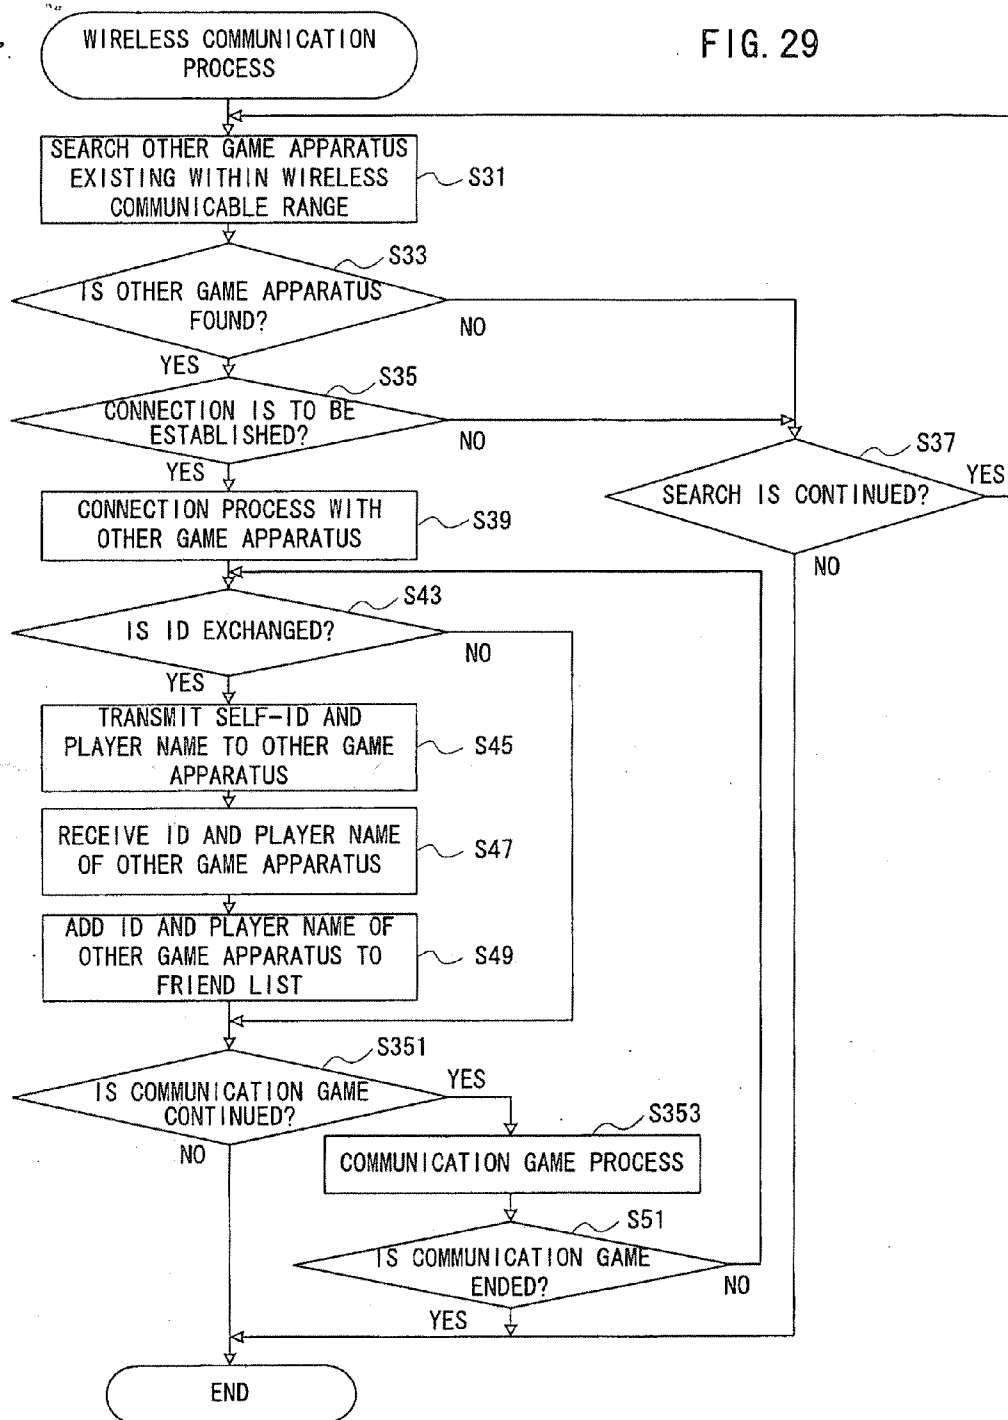 WIRELESS COMMUNICATION
PROCESS
FIG. 29
SEARCH OTHER GAME APPARATUS
EXISTING WITHIN WIRELESS
COMMUNICABLE RANGE
S31
S33
IS OTHER GAME APPARATUS
FOUND?
NO
YES
S35
CONNECTION IS TO BE
ESTABLISHED?
NO
YES
S37
SEARCH IS CONTINUED?
YES
NO
CONNECTION PROCESS WITH
OTHER GAME APPARATUS
S39
S43
IS ID EXCHANGED?
NO
YES
TRANSMIT SELF-ID AND
PLAYER NAME TO OTHER GAME
APPARATUS
S45
RECEIVE ID AND PLAYER NAME
OF OTHER GAME APPARATUS
S47
ADD ID AND PLAYER NAME OF
OTHER GAME APPARATUS TO
FRIEND LIST
S49
S351
IS COMMUNICATION GAME
CONTINUED?
YES
NO
S353
COMMUNICATION GAME PROCESS
S51
IS COMMUNICATION GAME
ENDED?
NO
YES
END